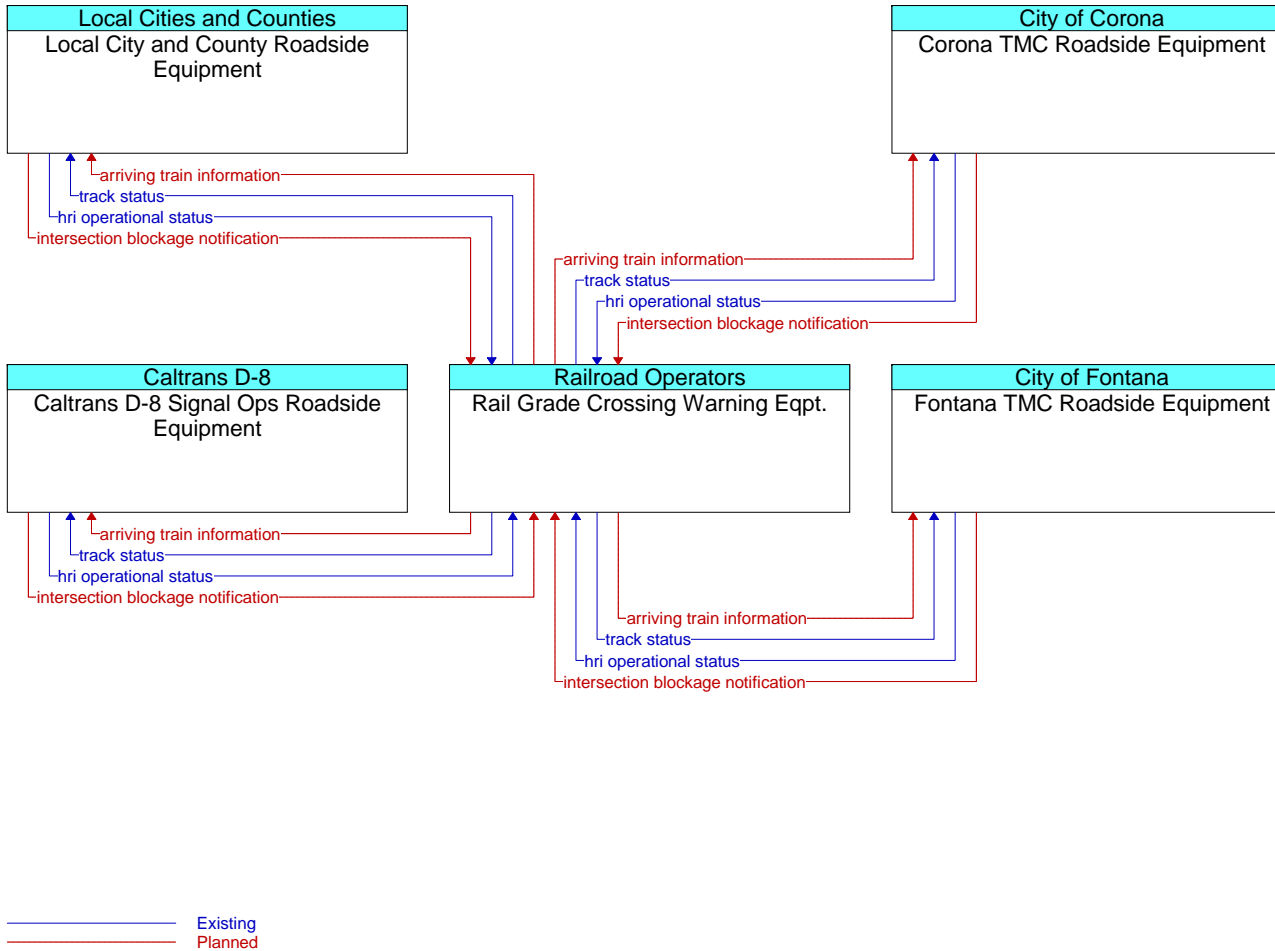 Local Cities and Counties
Local City and County Roadside
Equipment
City of Corona
Corona TMC Roadside Equipment
arriving train information
track status
hri operational status
intersection blockage notification
arriving train information
track status
hri operational status
intersection blockage notification
Caltrans D-8
Caltrans D-8 Signal Ops Roadside
Equipment
Railroad Operators
Rail Grade Crossing Warning Eqpt.
City of Fontana
Fontana TMC Roadside Equipment
arriving train information
track status
hri operational status
intersection blockage notification
arriving train information
track status
hri operational status
intersection blockage notification
Existing
Planned